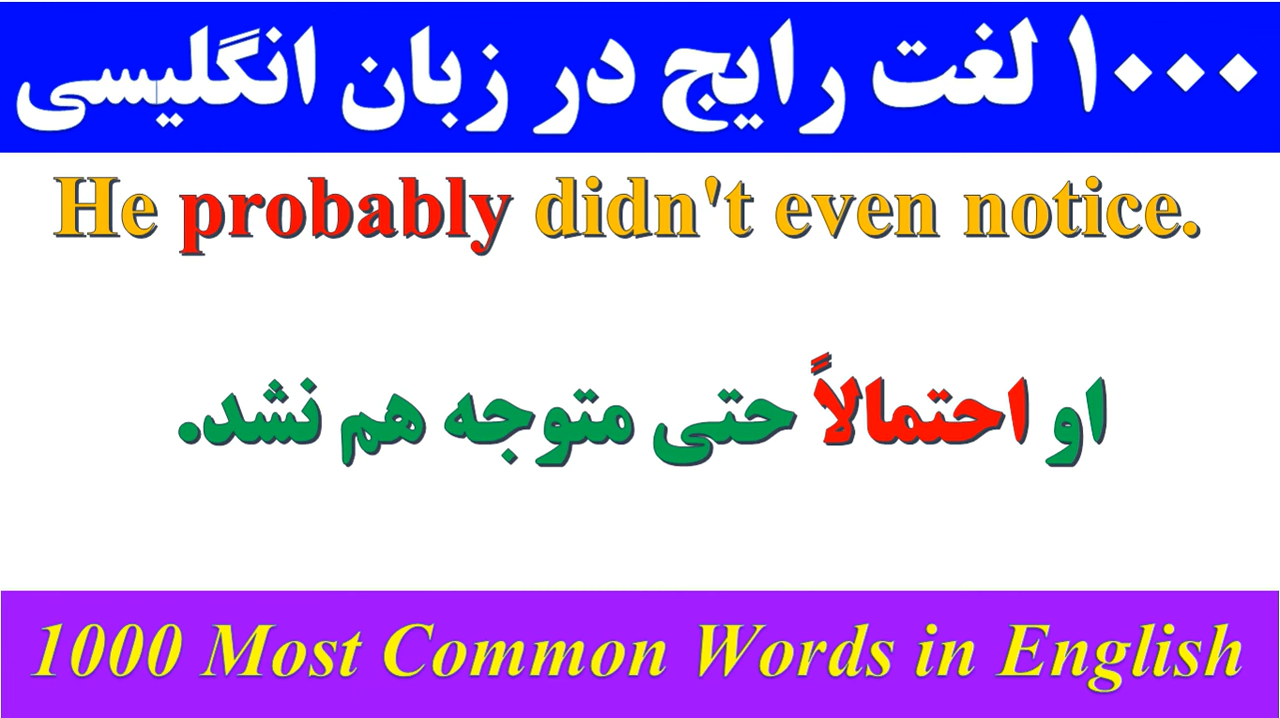 ۱۰۰۰ لغت رایج در زبان انگلیسی
He probably didn't even notice.
او احتمالاً حتی متوجه هم نشد.
1000 Most Common Words in English